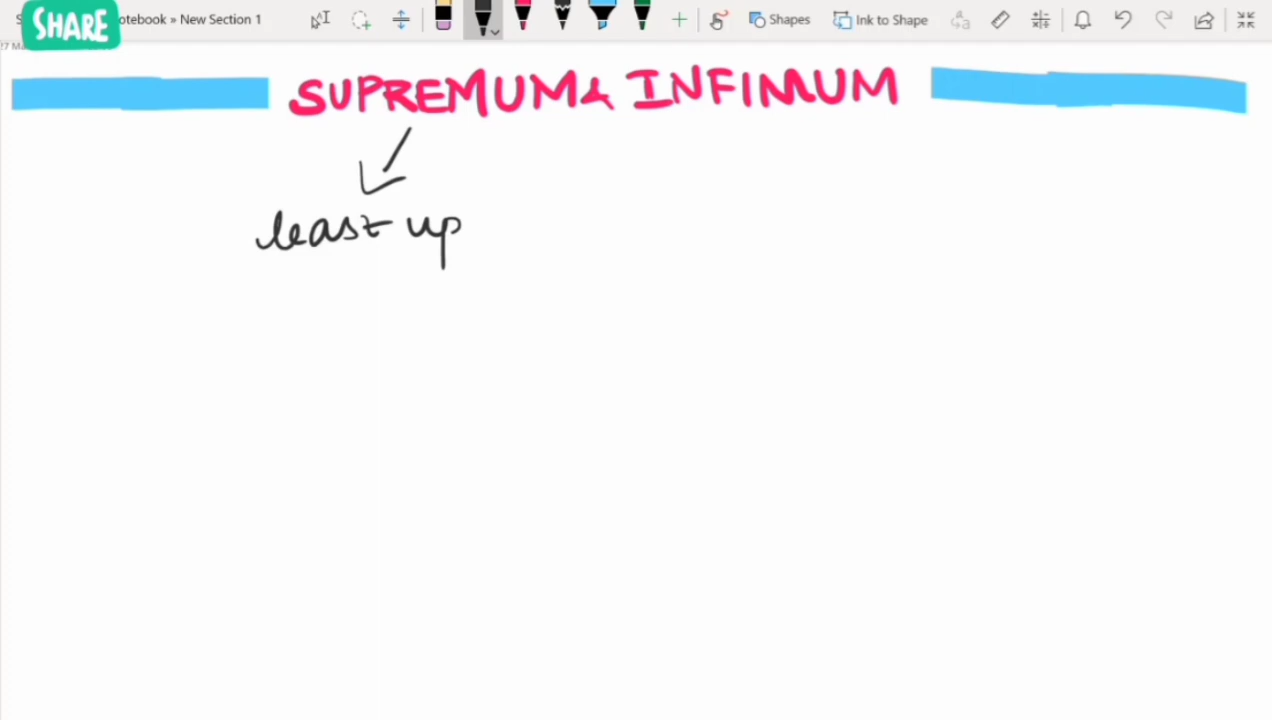 SHARE
otebook » New Section 1
Shapes
Ink to Shape
SUPREMUM & INFIMUM
least up